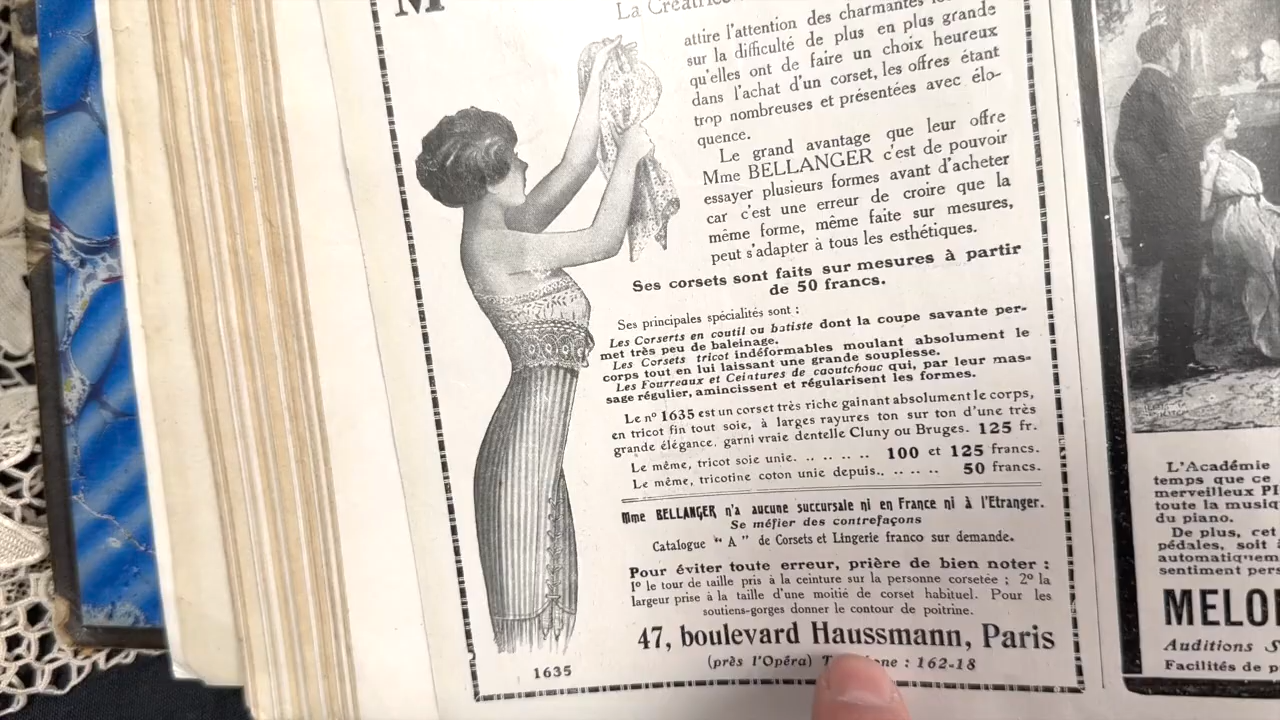 M
La Créatrice
attire l'attention des charmantes
sur la difficulté de plus en plus grande
qu'elles ont de faire un choix heureux
dans l'achat d'un corset, les offres étant
trop nombreuses et présentées avec élo-
quence.
Le grand avantage que leur offre
Mme BELLANGER c'est de pouvoir
essayer plusieurs formes avant d'acheter
car c'est une erreur de croire que la
même forme, même faite sur mesures,
peut s'adapter à tous les esthétiques.
Ses corsets sont faits sur mesures à partir
de 50 francs.
Ses principales spécialités sont :
Les Corserts en coutil ou batiste dont la coupe savante per-
met très peu de baleinage.
Les Corsets tricot indéformables moulant absolument le
corps tout en lui laissant une grande souplesse.
Les Fourreaux et Ceintures de caoutchouc qui, par leur mas-
sage régulier, amincissent et régularisent les formes.
Le nº 1635 est un corset très riche gainant absolument le corps,
en tricot fin tout soie, à larges rayures ton sur ton d'une très
grande élégance, garni vraie dentelle Cluny ou Bruges. 125 fr.
Le même, tricot soie unie. .. .. .. .. .. 100 et 125 francs.
Le même, tricotine coton unie depuis.. .. .. .. 50 francs.
Mme BELLANGER n'a aucune succursale ni en France ni à l'Etranger.
Se méfier des contrefaçons
Catalogue "A" de Corsets et Lingerie franco sur demande.
Pour éviter toute erreur, prière de bien noter :
1º le tour de taille pris à la ceinture sur la personne corsetée ; 2º la
largeur prise à la taille d'une moitié de corset habituel. Pour les
soutiens-gorges donner le contour de poitrine.
47, boulevard Haussmann, Paris
(près l'Opéra) : 162-18
1635
L'Académie
temps que ce
merveilleux
toute la
du piano.
De plus,
pédales, soit
sentiment
MELO
Auditions
Facilités de